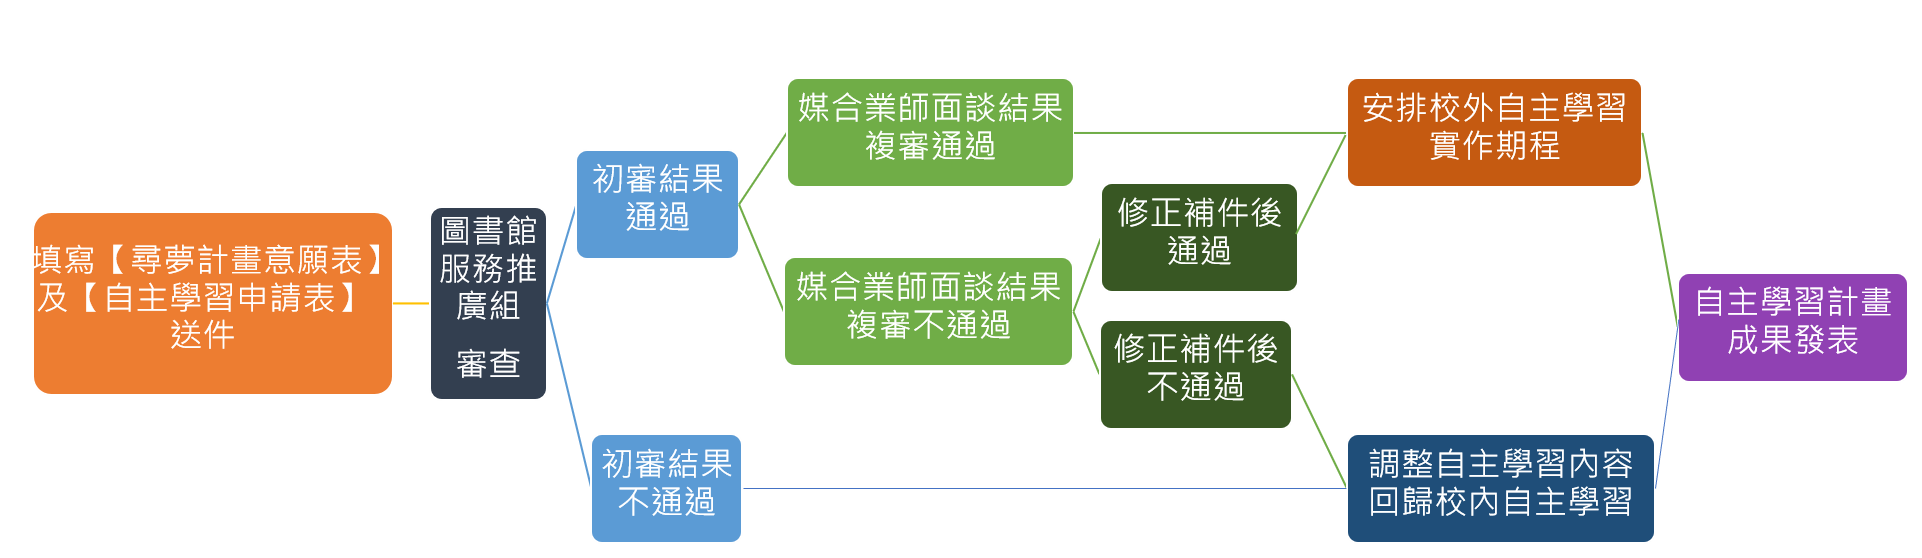 填寫【尋夢計畫意願表】
及【自主學習申請表】
送件
圖書館
服務推
廣組
審查
初審結果
通過
初審結果
不通過
媒合業師面談結果
複審通過
媒合業師面談結果
複審不通過
修正補件後
通過
修正補件後
不通過
安排校外自主學習
實作期程
調整自主學習內容
回歸校內自主學習
自主學習計畫
成果發表